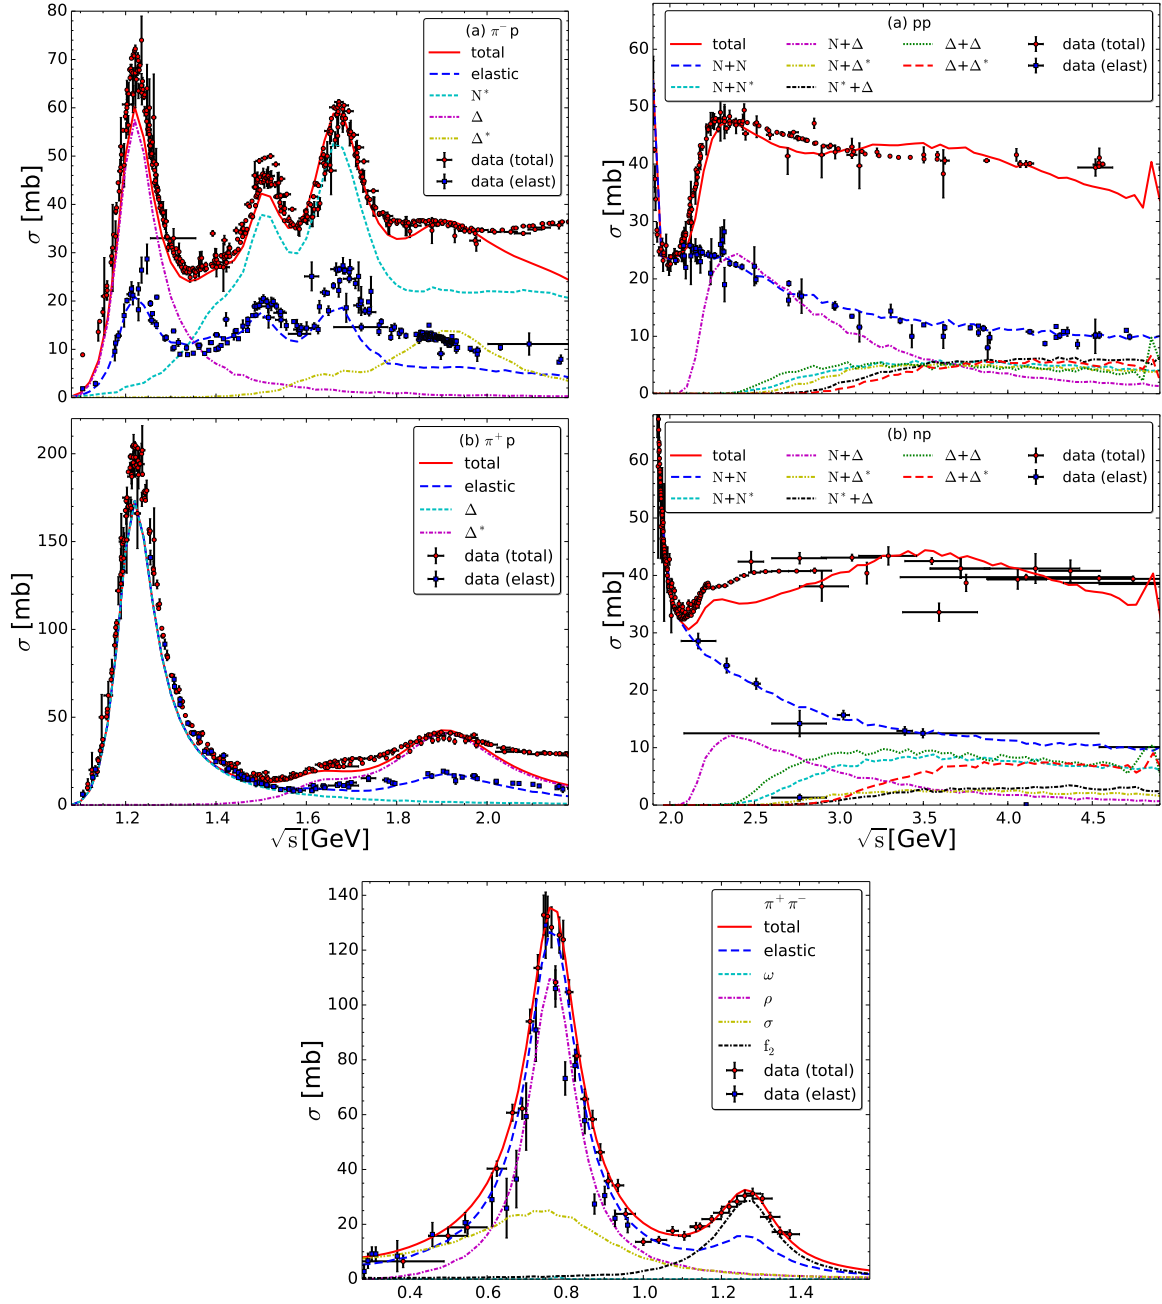 (a) π⁻ p
total
elastic
N*
Δ
Δ*
data (total)
data (elast)
σ [mb]
80
70
60
50
40
30
20
10
0
(a) pp
total
N+N
N+N*
N+Δ
N+Δ*
N*+Δ
Δ+Δ
Δ+Δ*
data (total)
data (elast)
σ [mb]
60
50
40
30
20
10
0
(b) π⁺ p
total
elastic
Δ
Δ*
data (total)
data (elast)
σ [mb]
200
150
100
50
0
1.2 1.4 1.6 1.8 2.0
√s[GeV]
(b) np
total
N+N
N+N*
N+Δ
N+Δ*
N*+Δ
Δ+Δ
Δ+Δ*
data (total)
data (elast)
σ [mb]
60
50
40
30
20
10
0
2.0 2.5 3.0 3.5 4.0 4.5
√s[GeV]
π⁺ π⁻
total
elastic
ω
ρ
σ
f₂
data (total)
data (elast)
σ [mb]
140
120
100
80
60
40
20
0
0.4 0.6 0.8 1.0 1.2 1.4